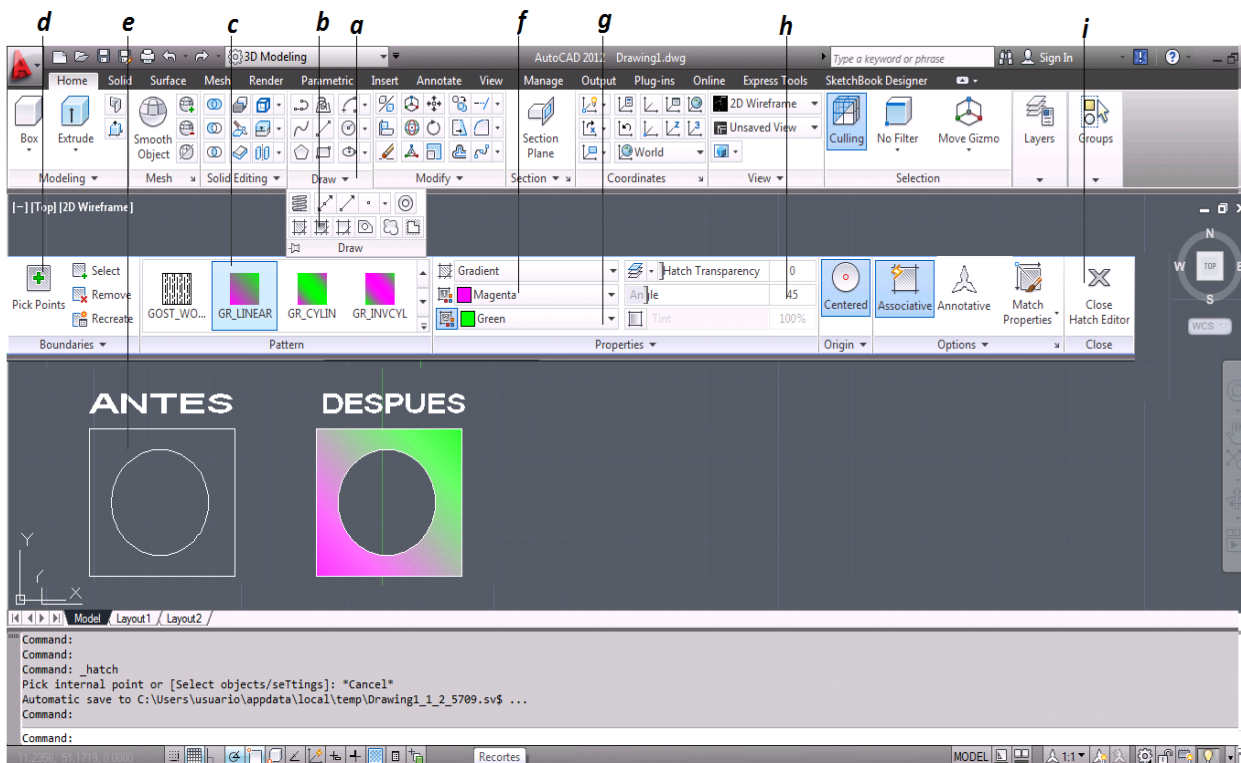 d e c b a f g h i
3D Modeling AutoCAD 2012 Drawing1.dwg Type a keyword or phrase Sign In
Home Solid Surface Mesh Render Parametric Insert Annotate View Manage Output Plug-ins Online Express Tools SketchBook Designer
2D Wireframe
Unsaved View
Box Extrude Smooth Object Section Plane World Culling No Filter Move Gizmo Layers Groups
Modeling Mesh Solid Editing Draw Modify Section Coordinates View Selection
[−][Top][2D Wireframe]
Draw
N
W TOP E
S
WCS
Select Gradient Hatch Transparency 0
Pick Points Remove Magenta Angle 45
Recreate Green Tint 100%
GOST_WO... GR_LINEAR GR_CYLIN GR_INVCYL
Centered Associative Annotative Match Properties Close Hatch Editor
Boundaries Pattern Properties Origin Options Close
ANTES DESPUES
Y
X
Model Layout1 Layout2
Command:
Command:
Command: _hatch
Pick internal point or [Select objects/seTtings]: *Cancel*
Automatic save to C:\Users\usuario\appdata\local\temp\Drawing1_1_2_5709.sv$ ...
Command:
Command:
Recortes MODEL 1:1